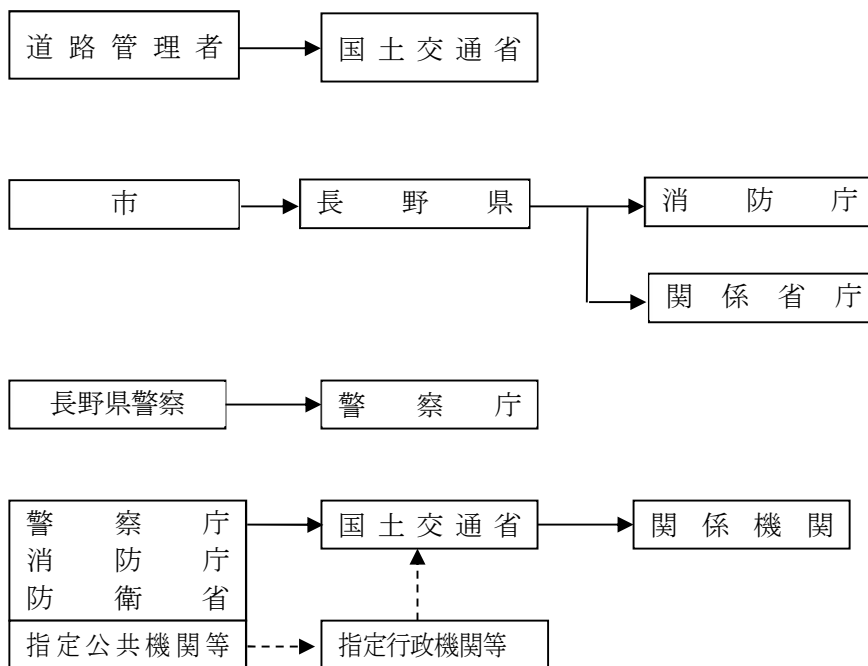 道路管理者
国土交通省
市
長野県
消防庁
関係省庁
長野県警察
警察庁
警察庁
消防庁
防衛省
国土交通省
関係機関
指定公共機関等
指定行政機関等